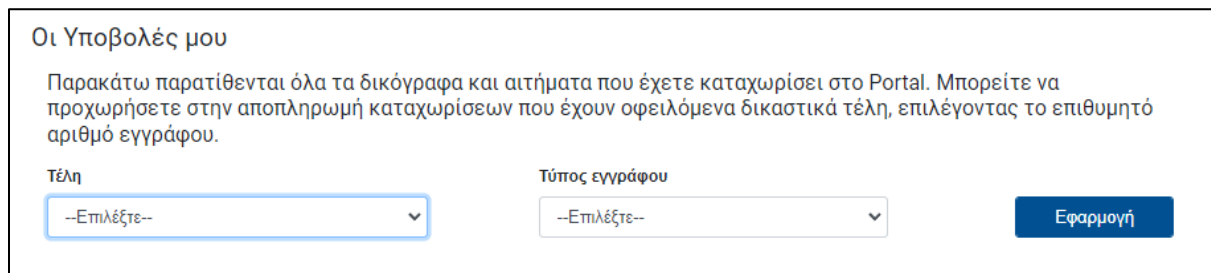 Οι Υποβολές μου
Παρακάτω παρατίθενται όλα τα δικόγραφα και αιτήματα που έχετε καταχωρίσει στο Portal. Μπορείτε να
προχωρήσετε στην αποπληρωμή καταχωρίσεων που έχουν οφειλόμενα δικαστικά τέλη, επιλέγοντας το επιθυμητό
αριθμό εγγράφου.
Τέλη Τύπος εγγράφου
--Επιλέξτε-- --Επιλέξτε-- Εφαρμογή